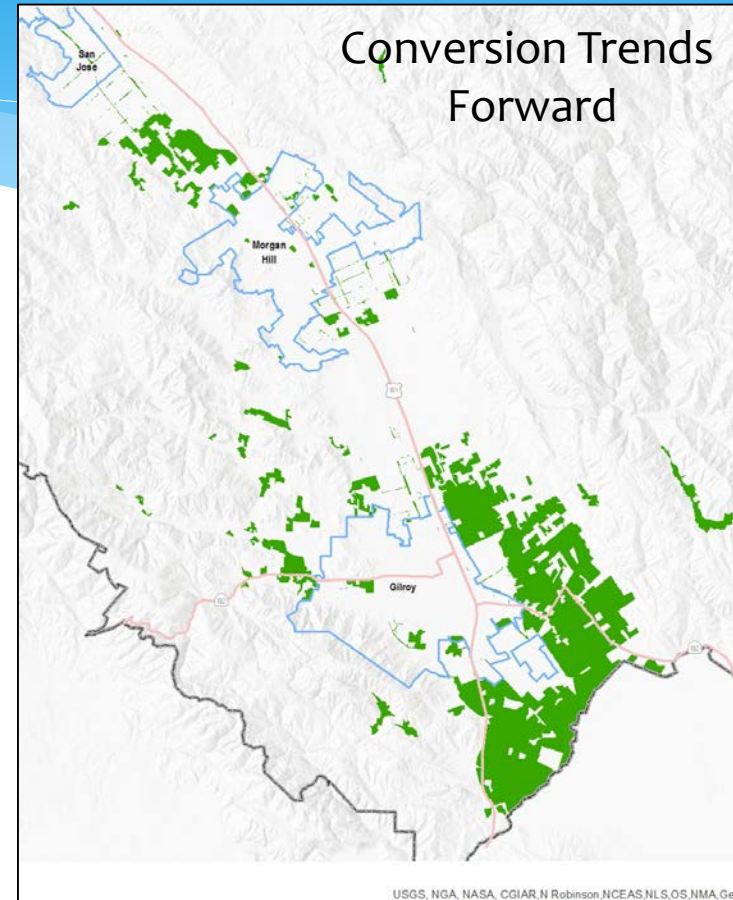 Conversion Trends
Forward
San
Jose
Morgan
Hill
101
Gilroy
152
152
USGS, NGA, NASA, CGIAR,N Robinson,NCEAS,NLS,OS,NMA,Ge